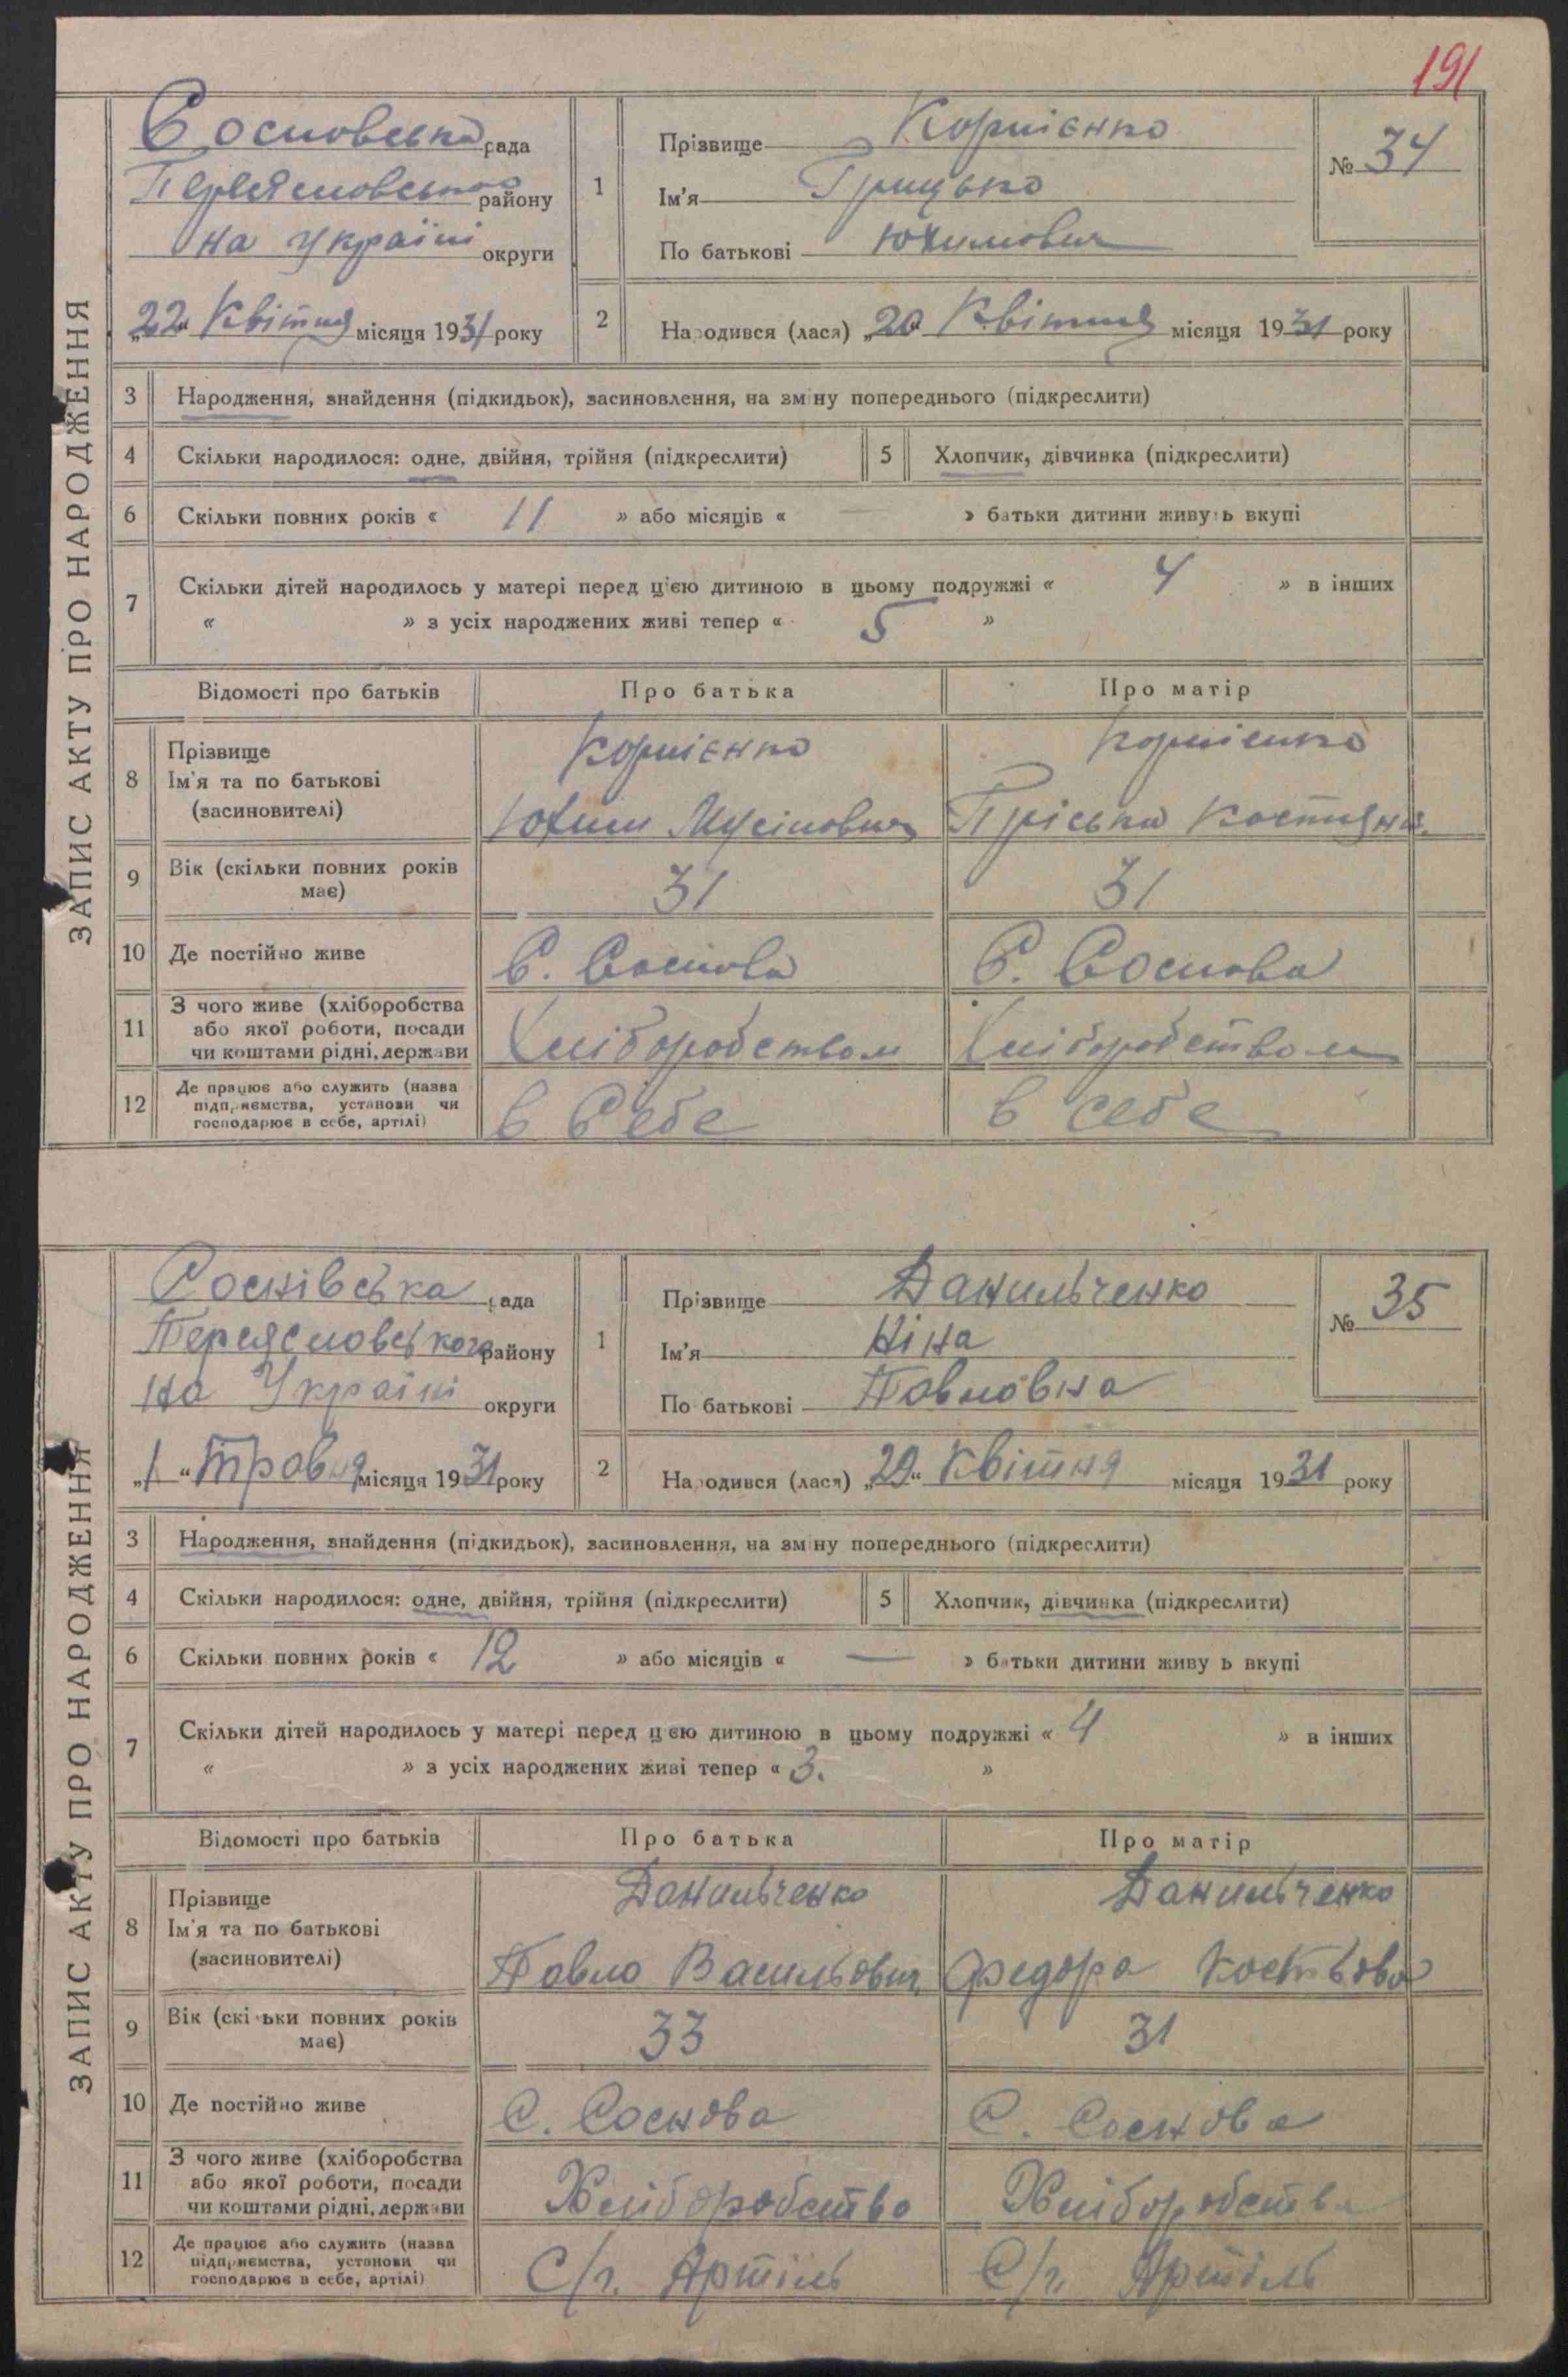 191
ЗАПИС АКТУ ПРО НАРОДЖЕННЯ
Сосновська рада
Переясловського району
на Україні округи
„22“ Квітня місяця 1931 року
1
Прізвище Корнієнко
Ім'я Грицько
По батькові Юхимович
№ 34
2 Народився (лася) „20“ Квітня місяця 1931 року
3 Народження, знайдення (підкидьок), засиновлення, на зміну попереднього (підкреслити)
4 Скільки народилося: одне, двійня, трійня (підкреслити) 5 Хлопчик, дівчинка (підкреслити)
6 Скільки повних років « 11 » або місяців « — » батьки дитини живуть вкупі
7 Скільки дітей народилось у матері перед цією дитиною в цьому подружжі « 4 » в інших
« » з усіх народжених живі тепер « 5 »
Відомості про батьків Про батька Про матір
8 Прізвище Корнієнко Корнієнко
Ім'я та по батькові
(засновителі) Юхим Мусійович Пріська Костянт.
9 Вік (скільки повних років має) 31 31
10 Де постійно живе С. Соснова С. Соснова
11 З чого живе (хліборобства
або якої роботи, посади
чи коштами рідні, держави Хліборобством Хліборобством
12 Де працює або служить (назва
підприємства, установи чи
господарює в себе, артілі) в Себе в себе
ЗАПИС АКТУ ПРО НАРОДЖЕННЯ
Соснівська рада
Переясловського району
на Україні округи
„1“ Травня місяця 1931 року
1
Прізвище Данильченко
Ім'я Ніна
По батькові Павловна
№ 35
2 Народився (лася) „29“ Квітня місяця 1931 року
3 Народження, знайдення (підкидьок), засиновлення, на зміну попереднього (підкреслити)
4 Скільки народилося: одне, двійня, трійня (підкреслити) 5 Хлопчик, дівчинка (підкреслити)
6 Скільки повних років « 12 » або місяців « — » батьки дитини живуть вкупі
7 Скільки дітей народилось у матері перед цією дитиною в цьому подружжі « 4 » в інших
« » з усіх народжених живі тепер « 3. »
Відомості про батьків Про батька Про матір
8 Прізвище Данильченко Данильченко
Ім'я та по батькові
(засиновителі) Павло Васильович Федора
9 Вік (скільки повних років має) 33 31
10 Де постійно живе С. Соснова С. Соснова
11 З чого живе (хліборобства
або якої роботи, посади
чи коштами рідні, держави Хліборобство Хліборобство
12 Де працює або служить (назва
підприємства, установи чи
господарює в себе, артілі) С/г. Артіль С/г. Артіль